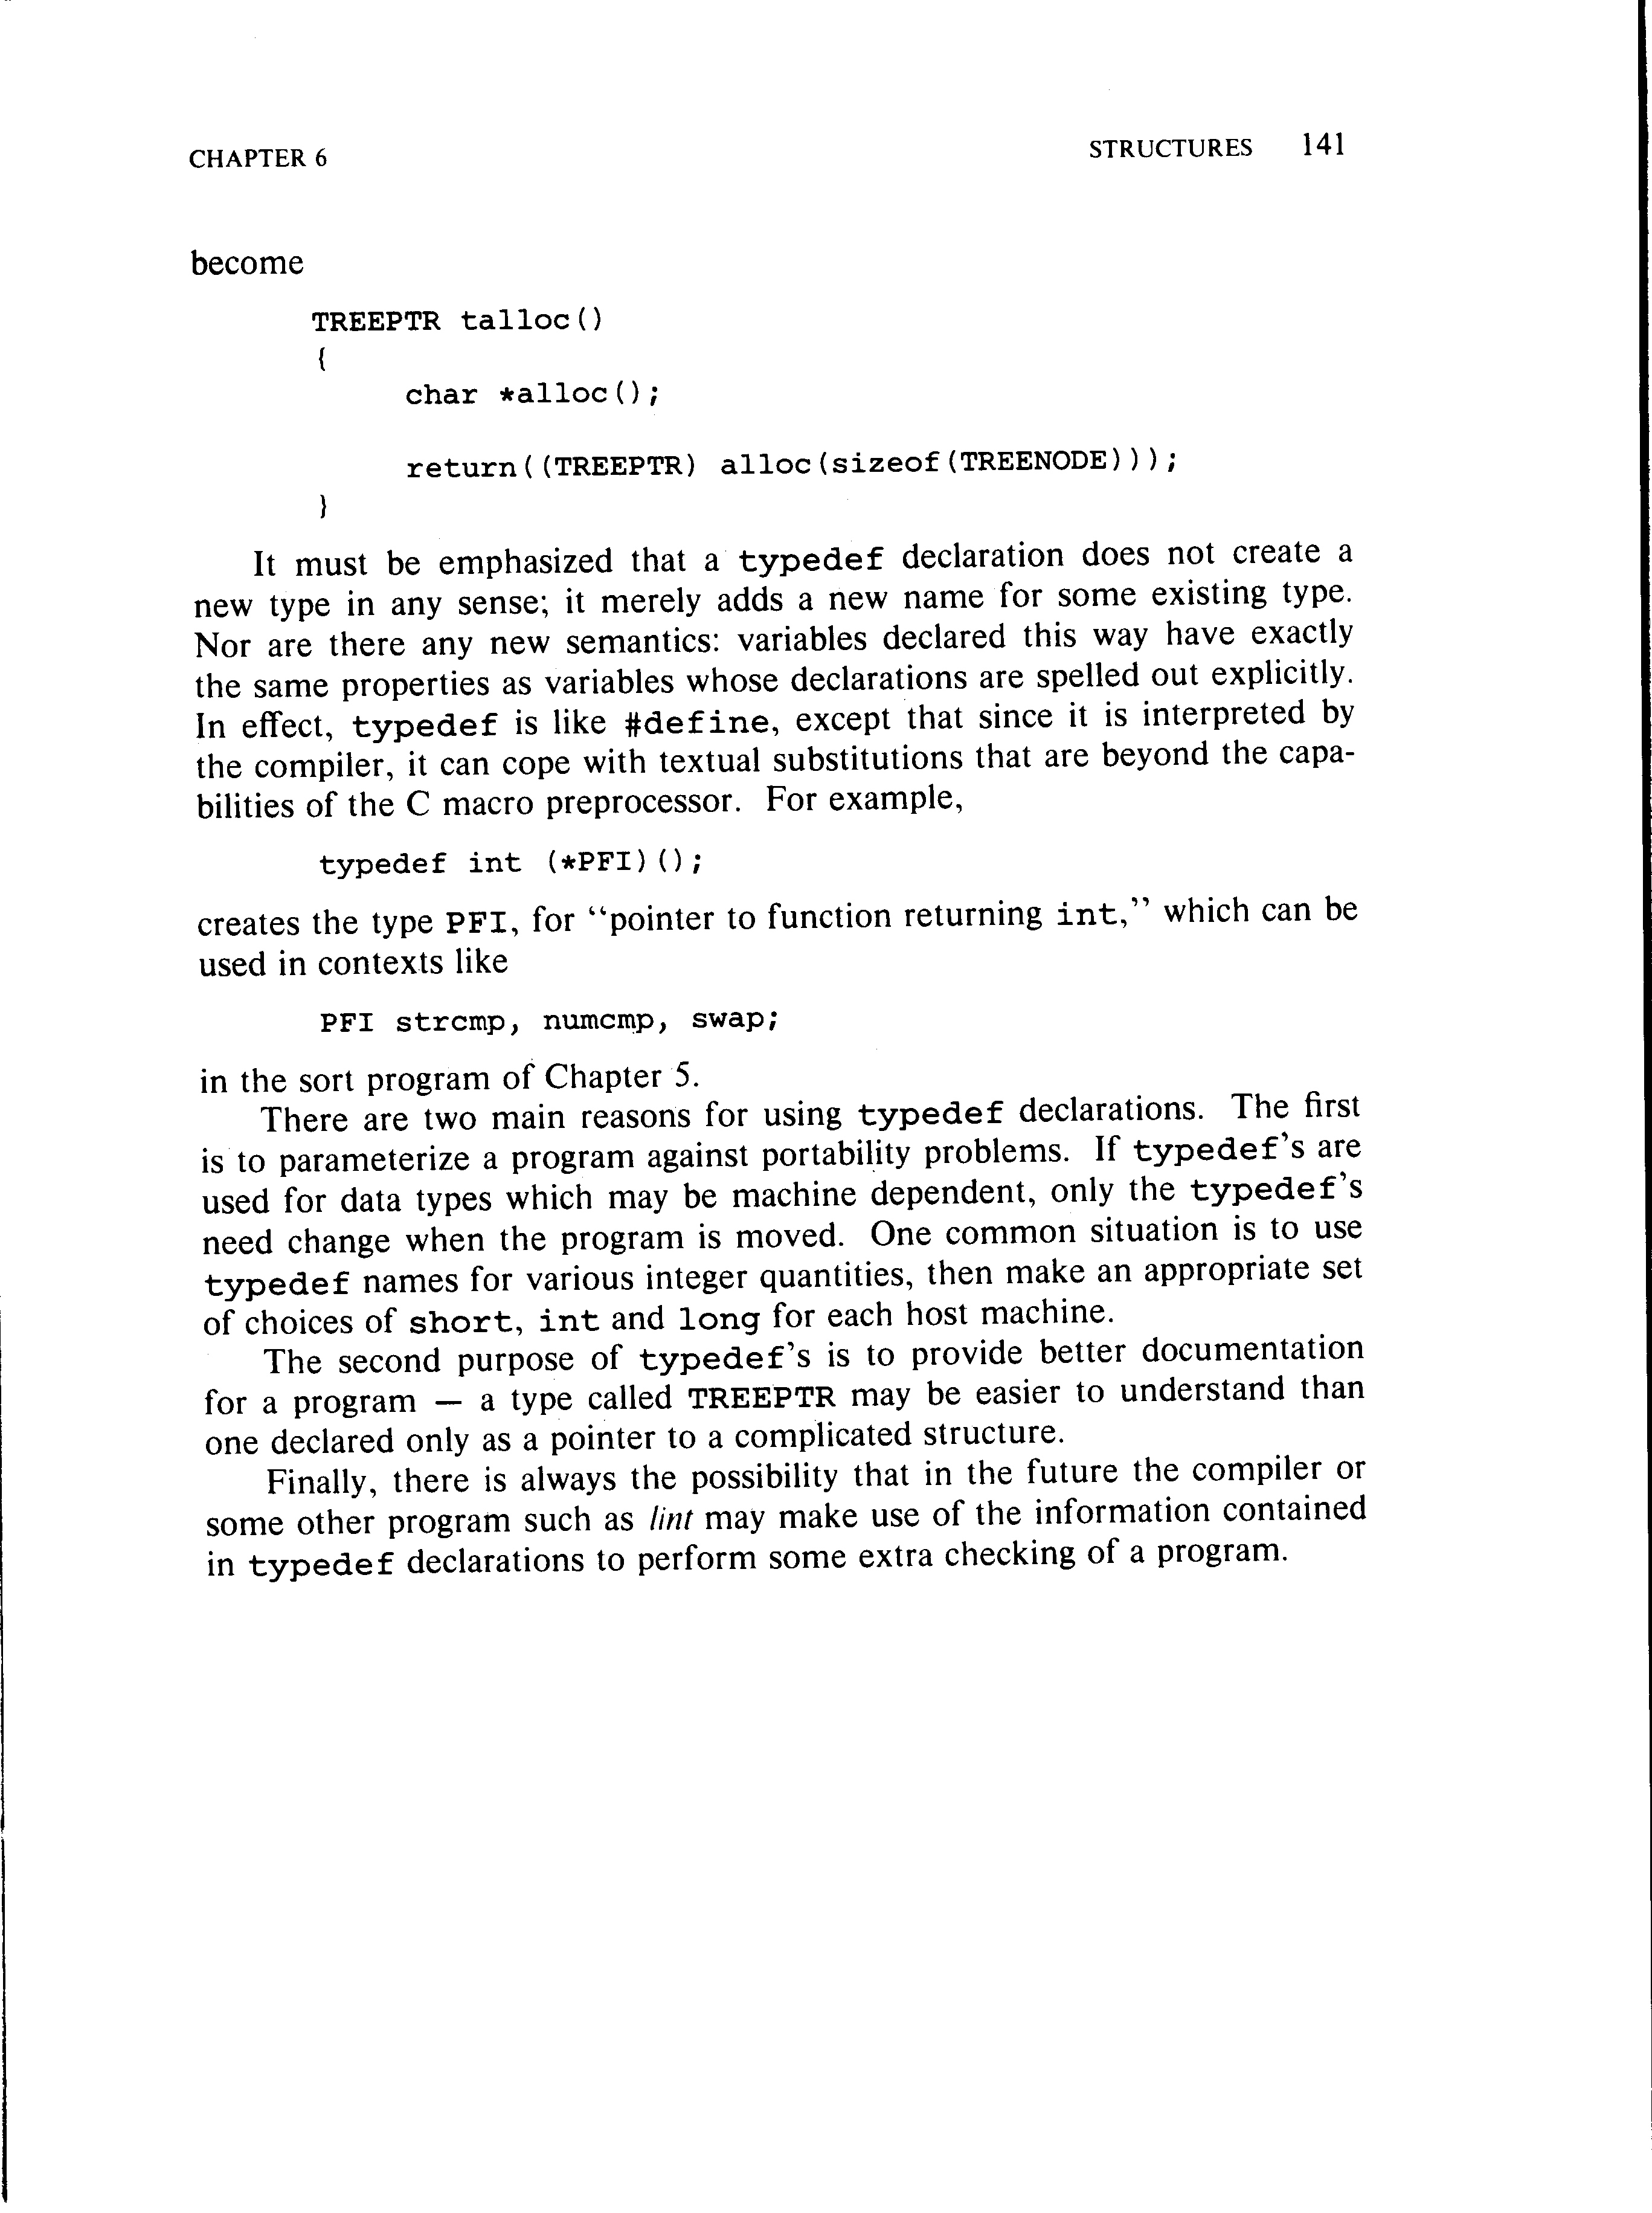 CHAPTER 6 STRUCTURES 141
become
TREEPTR talloc()
{
char *alloc();
return((TREEPTR) alloc(sizeof(TREENODE)));
}
It must be emphasized that a typedef declaration does not create a
new type in any sense; it merely adds a new name for some existing type.
Nor are there any new semantics: variables declared this way have exactly
the same properties as variables whose declarations are spelled out explicitly.
In effect, typedef is like #define, except that since it is interpreted by
the compiler, it can cope with textual substitutions that are beyond the capa-
bilities of the C macro preprocessor. For example,
typedef int (*PFI)();
creates the type PFI, for “pointer to function returning int,” which can be
used in contexts like
PFI strcmp, numcmp, swap;
in the sort program of Chapter 5.
There are two main reasons for using typedef declarations. The first
is to parameterize a program against portability problems. If typedef's are
used for data types which may be machine dependent, only the typedef's
need change when the program is moved. One common situation is to use
typedef names for various integer quantities, then make an appropriate set
of choices of short, int and long for each host machine.
The second purpose of typedef's is to provide better documentation
for a program — a type called TREEPTR may be easier to understand than
one declared only as a pointer to a complicated structure.
Finally, there is always the possibility that in the future the compiler or
some other program such as lint may make use of the information contained
in typedef declarations to perform some extra checking of a program.